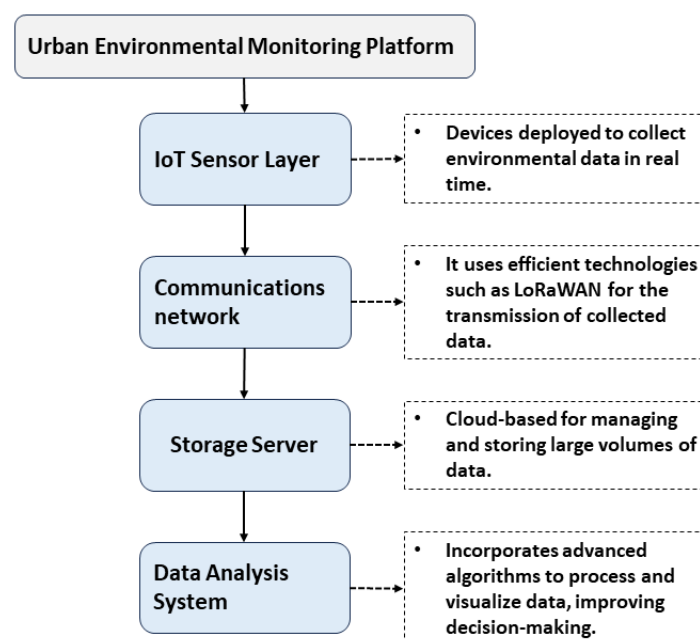 Urban Environmental Monitoring Platform
IoT Sensor Layer
• Devices deployed to collect
environmental data in real
time.
Communications
network
• It uses efficient technologies
such as LoRaWAN for the
transmission of collected
data.
Storage Server
• Cloud-based for managing
and storing large volumes of
data.
Data Analysis
System
• Incorporates advanced
algorithms to process and
visualize data, improving
decision-making.